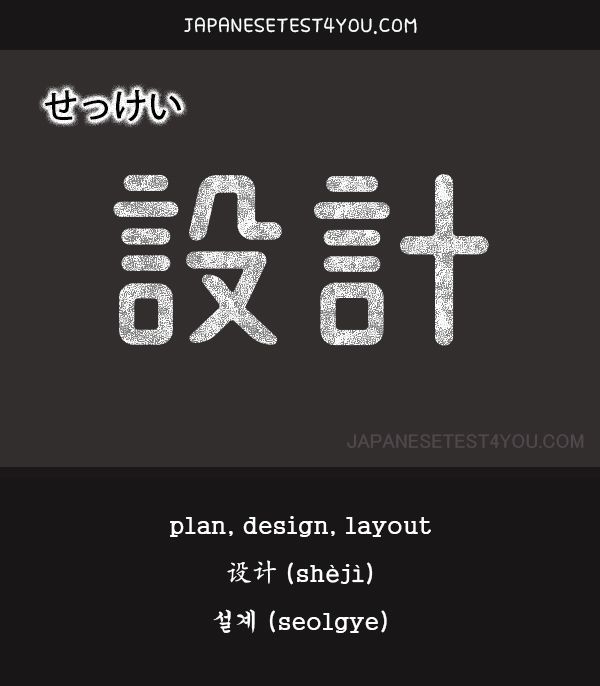 JAPANESETEST4YOU.COM
せっけい
設計
JAPANESETEST4YOU.COM
plan, design, layout
设计 (shèjì)
설계 (seolgye)